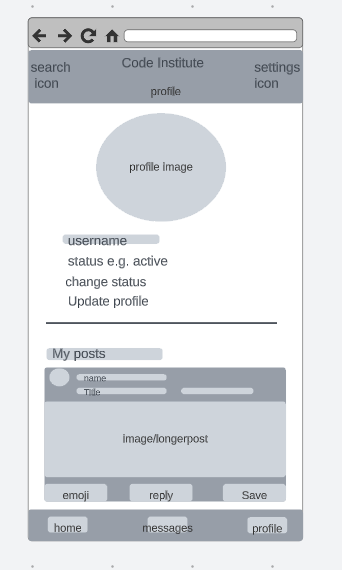 search Code Institute settings
icon icon
profile
profile image
username
status e.g. active
change status
Update profile
My posts
name
Title
image/longerpost
emoji reply Save
home messages profile